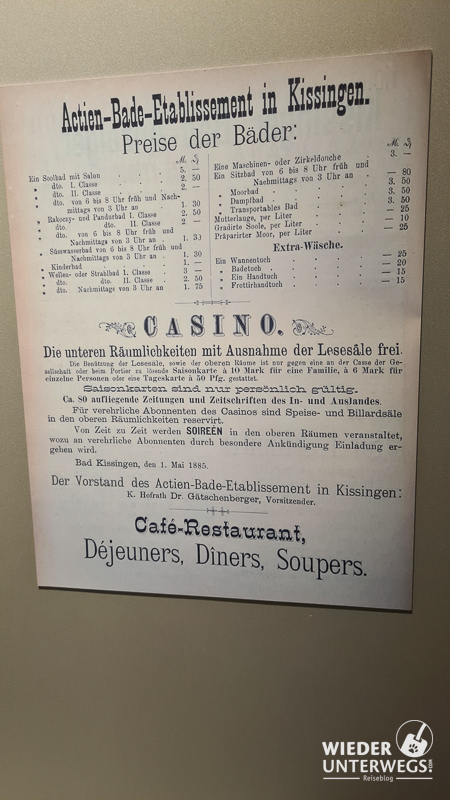 Actien-Bade-Etablissement in Kissingen.
Preise der Bäder:
M. ₰
Ein Soolbad mit Salon . . . 5. —
„ dto. I. Classe . . . 2. 50
„ dto. II. Classe . . . 2. —
„ dto. von 6 bis 8 Uhr früh und Nach-
mittags von 3 Uhr an . . . 1. 30
„ Rakoczy- und Pandurbad I. Classe . 2. 50
„ dto. dto. II. Classe . 2 —
„ dto. von 6 bis 8 Uhr früh und
Nachmittags von 3 Uhr an . 1. 30
„ Süsswasserbad von 6 bis 8 Uhr früh und
Nachmittags von 3 Uhr an . 1. 30
„ Kinderbad . . . 1 —
„ Wellen- oder Strahlbad I. Classe . 3 —
„ dto. dto. II. Classe . 2. 50
„ dto. Nachmittags von 3 Uhr an 1. 75
M. ₰
Eine Maschinen- oder Zirkeldouche 3. —
Ein Sitzbad von 6 bis 8 Uhr früh und
Nachmittags von 3 Uhr an . — 80
„ Moorbad . . . 3. 50
„ Dampfbad . . . 3. 50
„ Transportables Bad . . . 3. 50
Mutterlauge, per Liter . . . — 25
Gradirte Soole, per Liter . . . — 10
Präparirter Moor, per Liter . . . — 25
Extra-Wäsche.
Ein Wannentuch . . . — 25
„ Badetuch . . . — 20
„ Ein Handtuch . . . — 15
„ Frottirhandtuch . . . — 15
CASINO.
Die unteren Räumlichkeiten mit Ausnahme der Lesesäle frei.
Die Benützung der Lesesäle, sowie der oberen Räume ist nur gegen eine an der Casse der Ge-
sellschaft oder beim Portier zu lösende Saisonkarte à 10 Mark für eine Familie, à 6 Mark für
einzelne Personen oder eine Tageskarte à 50 Pfg. gestattet.
Saisonkarten sind nur persönlich gültig.
Ca. 80 aufliegende Zeitungen und Zeitschriften des In- und Auslandes.
Für verehrliche Abonnenten des Casinos sind Speise- und Billardsäle
in den oberen Räumlichkeiten reservirt.
Von Zeit zu Zeit werden SOIREËN in den oberen Räumen veranstaltet,
wozu an verehrliche Abonnenten durch besondere Ankündigung Einladung er-
gehen wird.
Bad Kissingen, den 1. Mai 1885.
Der Vorstand des Actien-Bade-Etablissement in Kissingen:
K. Hofrath Dr. Gätschenberger, Vorsitzender.
Café-Restaurant,
Déjeuners, Dîners, Soupers.
WIEDER
UNTERWEGS.COM
Reiseblog